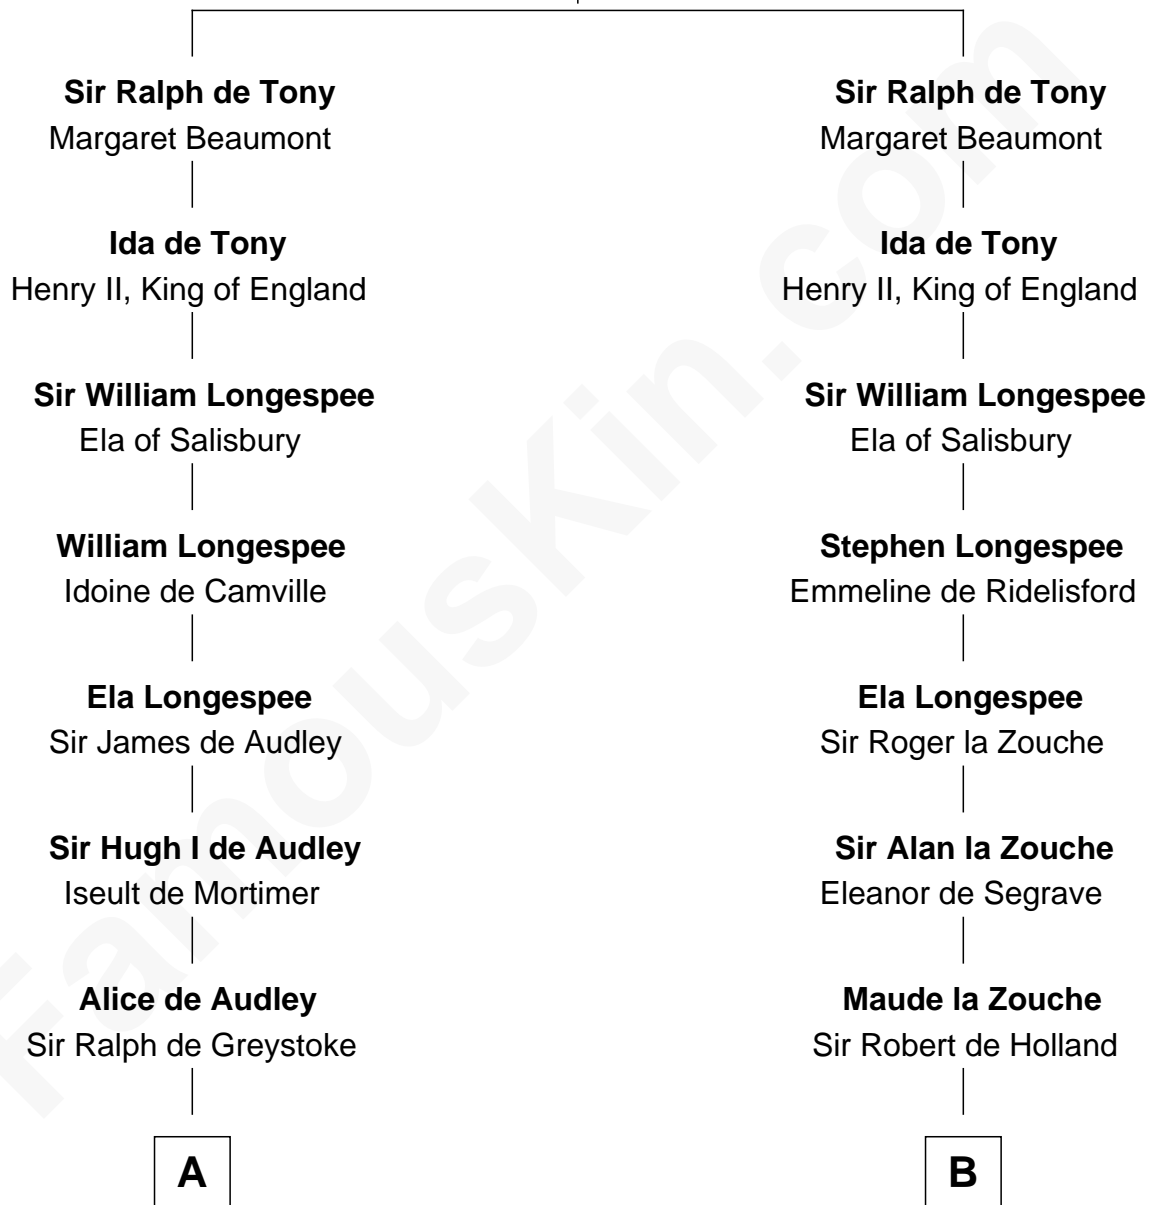 Sir Ralph de Tony
Margaret Beaumont
Ida de Tony
Henry II, King of England
Sir William Longespee
Ela of Salisbury
William Longespee
Idoine de Camville
Ela Longespee
Sir James de Audley
Sir Hugh I de Audley
Iseult de Mortimer
Alice de Audley
Sir Ralph de Greystoke
A
Sir Ralph de Tony
Margaret Beaumont
Ida de Tony
Henry II, King of England
Sir William Longespee
Ela of Salisbury
Stephen Longespee
Emmeline de Ridelisford
Ela Longespee
Sir Roger la Zouche
Sir Alan la Zouche
Eleanor de Segrave
Maude la Zouche
Sir Robert de Holland
B
FamousKin.com